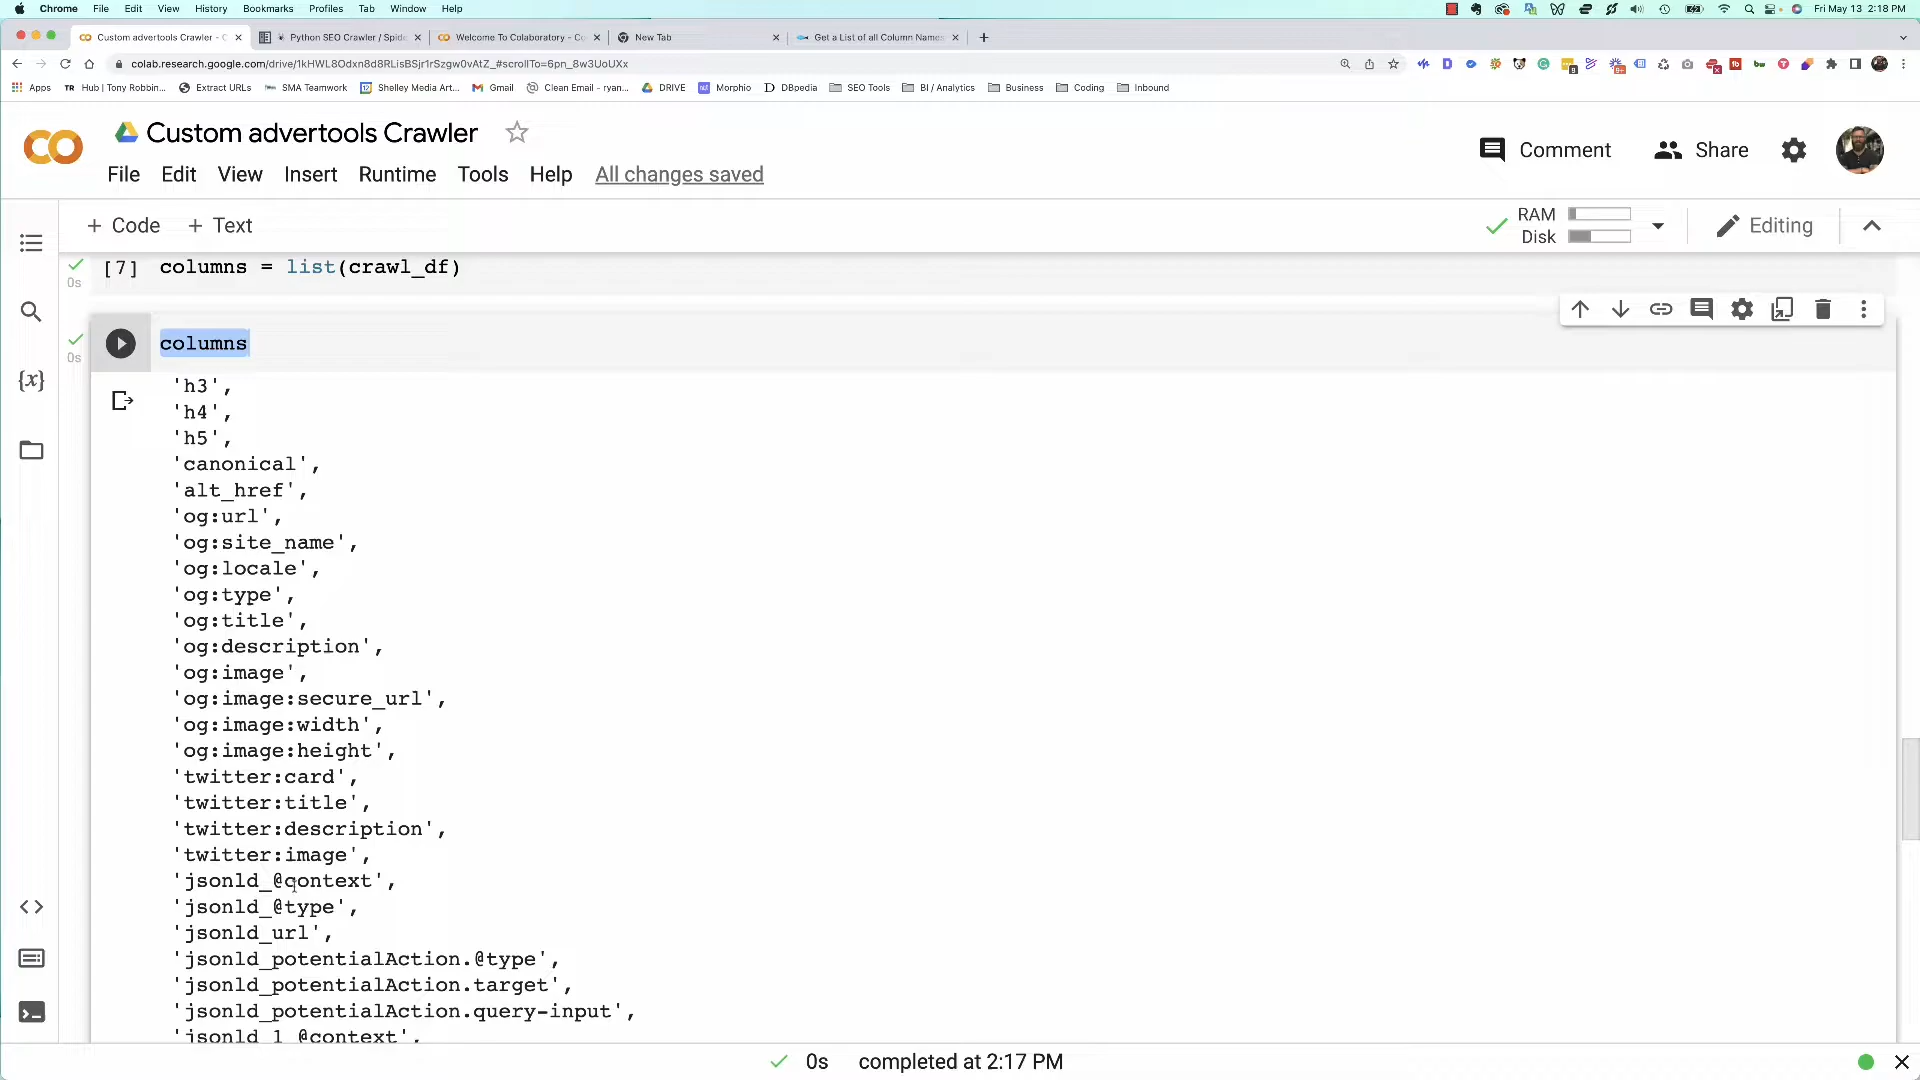 Chrome File Edit View History Bookmarks Profiles Tab Window Help Fri May 13 2:18 PM
Custom advertools Crawler - C Python SEO Crawler / Spide Welcome To Colaboratory - Co New Tab Get a List of all Column Names
colab.research.google.com/drive/1kHWL8Odxn8d8RLisBSjr1rSzgw0vAtZ_#scrollTo=6pn_8w3UoUXx
Apps TR Hub | Tony Robbin... Extract URLs SMA Teamwork Shelley Media Art... Gmail Clean Email - ryan... DRIVE Morphio DBpedia SEO Tools BI / Analytics Business Coding Inbound
Custom advertools Crawler
Comment Share
File Edit View Insert Runtime Tools Help All changes saved
+ Code + Text
RAM
Disk
Editing
[7] columns = list(crawl_df)
0s
columns
0s
'h3',
'h4',
'h5',
'canonical',
'alt_href',
'og:url',
'og:site_name',
'og:locale',
'og:type',
'og:title',
'og:description',
'og:image',
'og:image:secure_url',
'og:image:width',
'og:image:height',
'twitter:card',
'twitter:title',
'twitter:description',
'twitter:image',
'jsonld_@context',
'jsonld_@type',
'jsonld_url',
'jsonld_potentialAction.@type',
'jsonld_potentialAction.target',
'jsonld_potentialAction.query-input',
'jsonld_1_@context',
0s completed at 2:17 PM